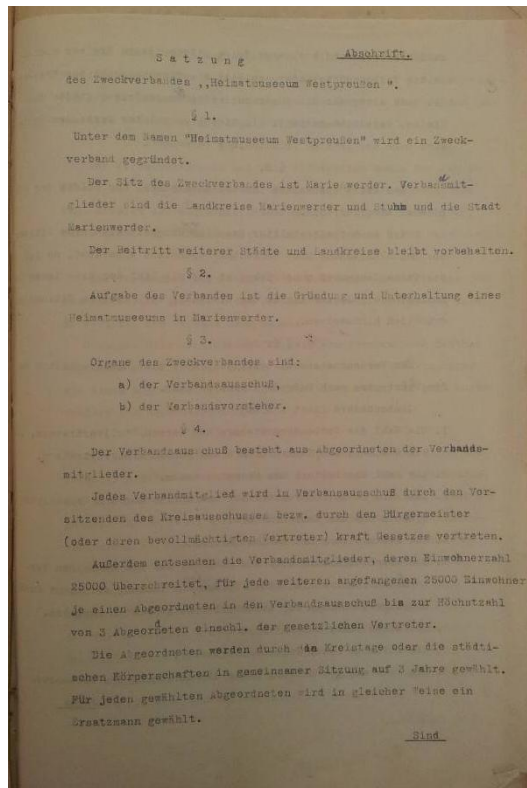 Abschrift.
S a t z u n g
des Zweckverbandes ,,Heimatmuseeum Westpreußen ".
§ 1.
Unter dem Namen "Heimatmuseeum Westpreußen" wird ein Zweck-
verband gegründet.
Der Sitz des Zweckverbandes ist Marienwerder. Verbandmit-
glieder sind die Landkreise Marienwerder und Stuhm und die Stadt
Marienwerder.
Der Beitritt weiterer Städte und Landkreise bleibt vorbehalten.
§ 2.
Aufgabe des Verbandes ist die Gründung und Unterhaltung eines
Heimatmuseeums in Marienwerder.
§ 3.
Organe des Zweckverbandes sind:
a) der Verbandsausschuß,
b) der Verbandsvorsteher.
§ 4.
Der Verbandsausschuß besteht aus Abgeordneten der Verbands-
mitglieder.
Jedes Verbandmitglied wird im Verbansausschuß durch den Vor-
sitzenden des Kreisausschusses bezw. durch den Bürgermeister
(oder deren bevollmächtigten Vertreter) kraft Gesetzes vertreten.
Außerdem entsenden die Verbandsmitglieder, deren Einwohnerzahl
25000 überschreitet, für jede weiteren angefangenen 25000 Einwohner
je einen Abgeordneten in den Verbandsausschuß bis zur Höchstzahl
von 3 Abgeordneten einschl. der gesetzlichen Vertreter.
Die Abgeordneten werden durch die Kreistage oder die städti-
schen Körperschaften in gemeinsamer Sitzung auf 3 Jahre gewählt.
Für jeden gewählten Abgeordneten wird in gleicher Weise ein
Ersatzmann gewählt.
Sind